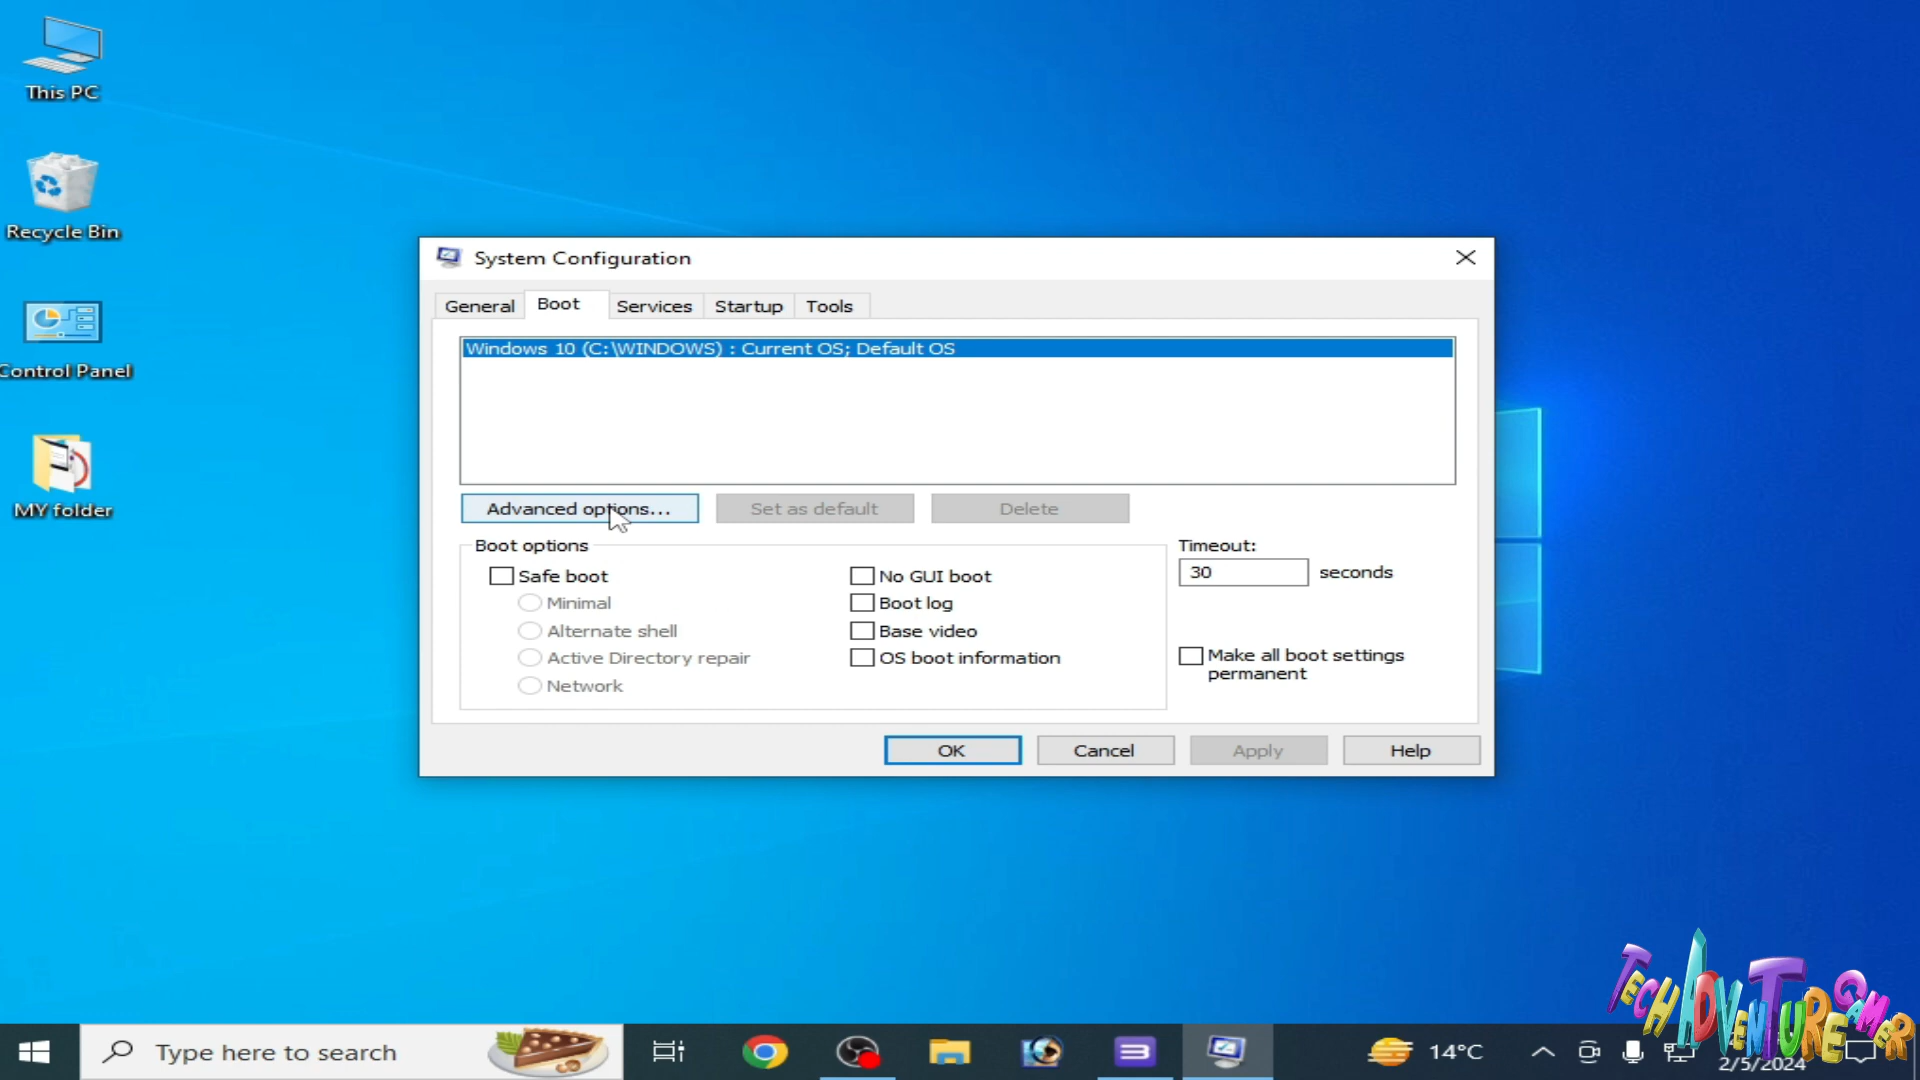 This PC
Recycle Bin
Control Panel
MY folder
System Configuration
General Boot Services Startup Tools
Windows 10 (C:\WINDOWS) : Current OS; Default OS
Advanced options... Set as default Delete
Boot options
Safe boot
Minimal
Alternate shell
Active Directory repair
Network
No GUI boot
Boot log
Base video
OS boot information
Timeout:
30 seconds
Make all boot settings
permanent
OK Cancel Apply Help
Type here to search
14°C
2/5/2024
TECH ADVENTURE GAMER